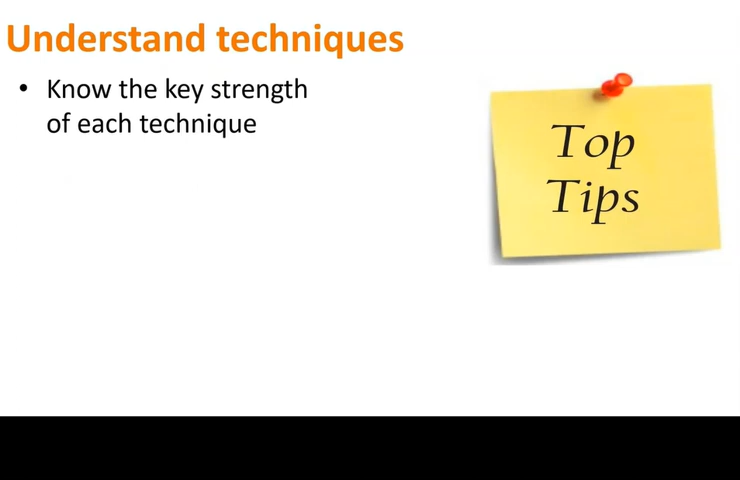 Understand techniques
• Know the key strength
of each technique
Top
Tips